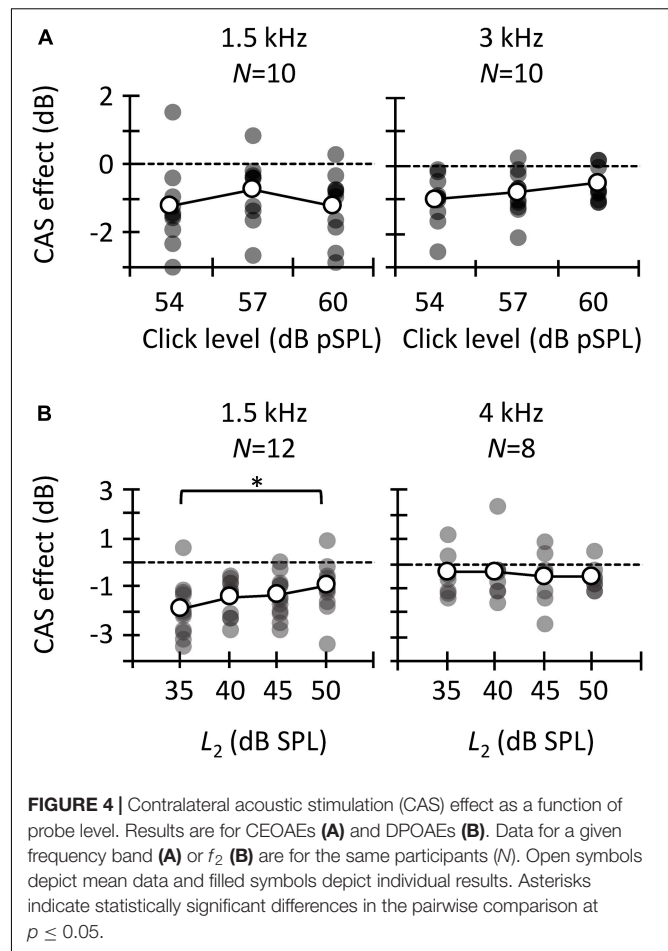 A
1.5 kHz
N=10
3 kHz
N=10
CAS effect (dB)
2
0
-2
54 57 60
Click level (dB pSPL)
54 57 60
Click level (dB pSPL)
B
1.5 kHz
N=12
4 kHz
N=8
CAS effect (dB)
3
1
-1
-3
*
35 40 45 50
L2 (dB SPL)
35 40 45 50
L2 (dB SPL)
FIGURE 4 | Contralateral acoustic stimulation (CAS) effect as a function of
probe level. Results are for CEOAEs (A) and DPOAEs (B). Data for a given
frequency band (A) or f2 (B) are for the same participants (N). Open symbols
depict mean data and filled symbols depict individual results. Asterisks
indicate statistically significant differences in the pairwise comparison at
p ≤ 0.05.